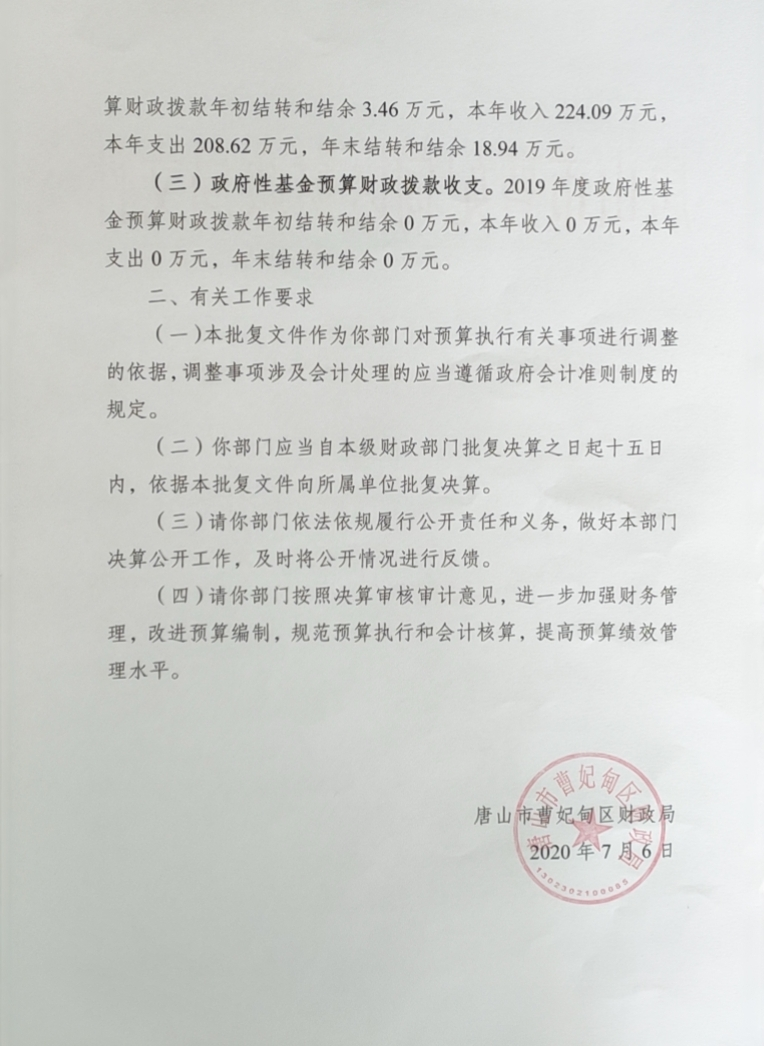 算财政拨款年初结转和结余 3.46 万元，本年收入 224.09 万元，
本年支出 208.62 万元，年末结转和结余 18.94 万元。
（三）政府性基金预算财政拨款收支。2019 年度政府性基
金预算财政拨款年初结转和结余 0 万元，本年收入 0 万元，本年
支出 0 万元，年末结转和结余 0 万元。
二、有关工作要求
（一）本批复文件作为你部门对预算执行有关事项进行调整
的依据，调整事项涉及会计处理的应当遵循政府会计准则制度的
规定。
（二）你部门应当自本级财政部门批复决算之日起十五日
内，依据本批复文件向所属单位批复决算。
（三）请你部门依法依规履行公开责任和义务，做好本部门
决算公开工作，及时将公开情况进行反馈。
（四）请你部门按照决算审核审计意见，进一步加强财务管
理，改进预算编制，规范预算执行和会计核算，提高预算绩效管
理水平。
唐山市曹妃甸区财政局
2020 年 7 月 6 日
唐山市曹妃甸区财政局
1302302100985